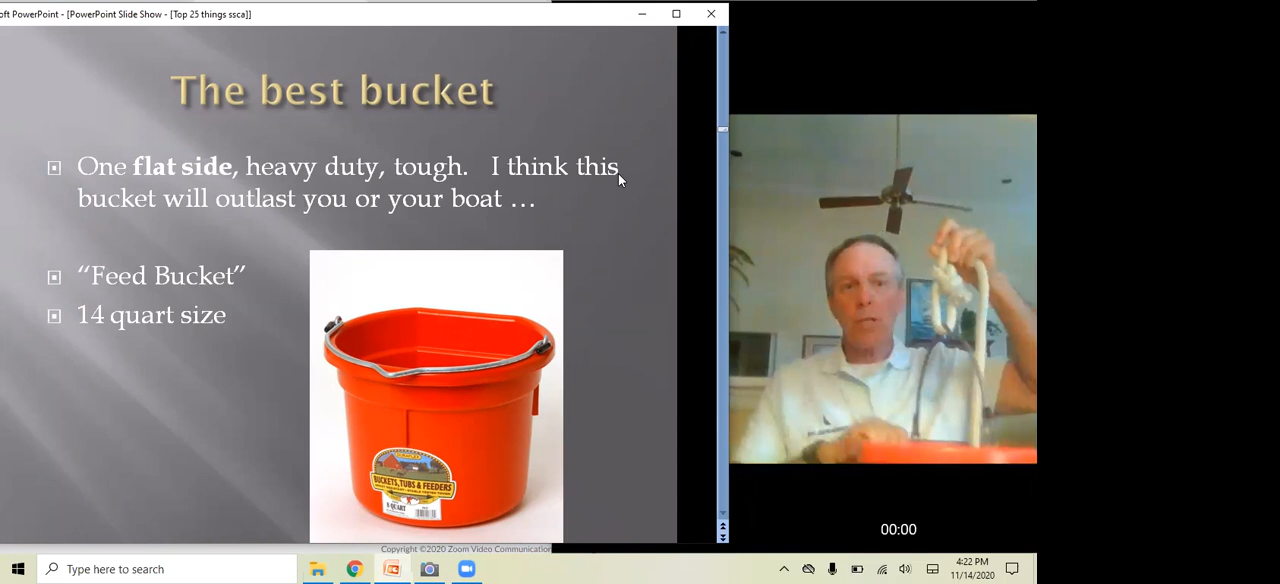 oft PowerPoint - [PowerPoint Slide Show - [Top 25 things ssca]]
The best bucket
One flat side, heavy duty, tough. I think this
bucket will outlast you or your boat …
“Feed Bucket”
14 quart size
BUCKETS, TUBS & FEEDERS
8 QUART
00:00
Copyright ©2020 Zoom Video Communication
Type here to search
4:22 PM
11/14/2020